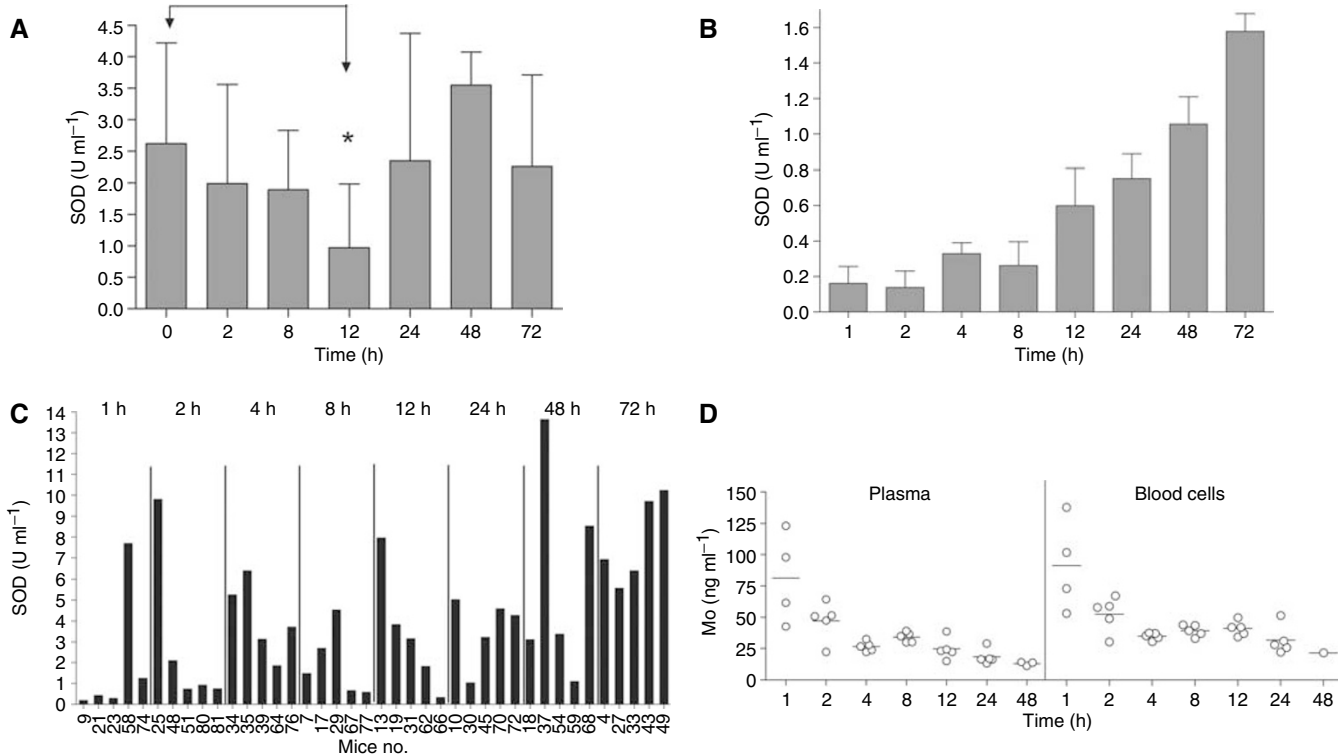 A
SOD (U ml−1)
4.5
4.0
3.5
3.0
2.5
2.0
1.5
1.0
5.0
0.0
*
0 2 8 12 24 48 72
Time (h)
B
SOD (U ml−1)
1.6
1.8
1.2
1.0
0.8
0.6
0.4
0.2
0.0
1 2 4 8 12 24 48 72
Time (h)
C
1 h 2 h 4 h 8 h 12 h 24 h 48 h 72 h
SOD (U ml−1)
14
13
12
11
10
9
8
7
6
5
4
3
2
1
0
9 21 23 58 74 25 48 51 80 81 34 35 39 64 76 7 17 29 67 77 13 19 31 62 66 10 30 45 70 72 18 37 54 59 68 4 27 33 43 49
Mice no.
D
Plasma Blood cells
Mo (ng ml−1)
150
125
100
75
50
25
0
1 2 4 8 12 24 48 1 2 4 8 12 24 48
Time (h)